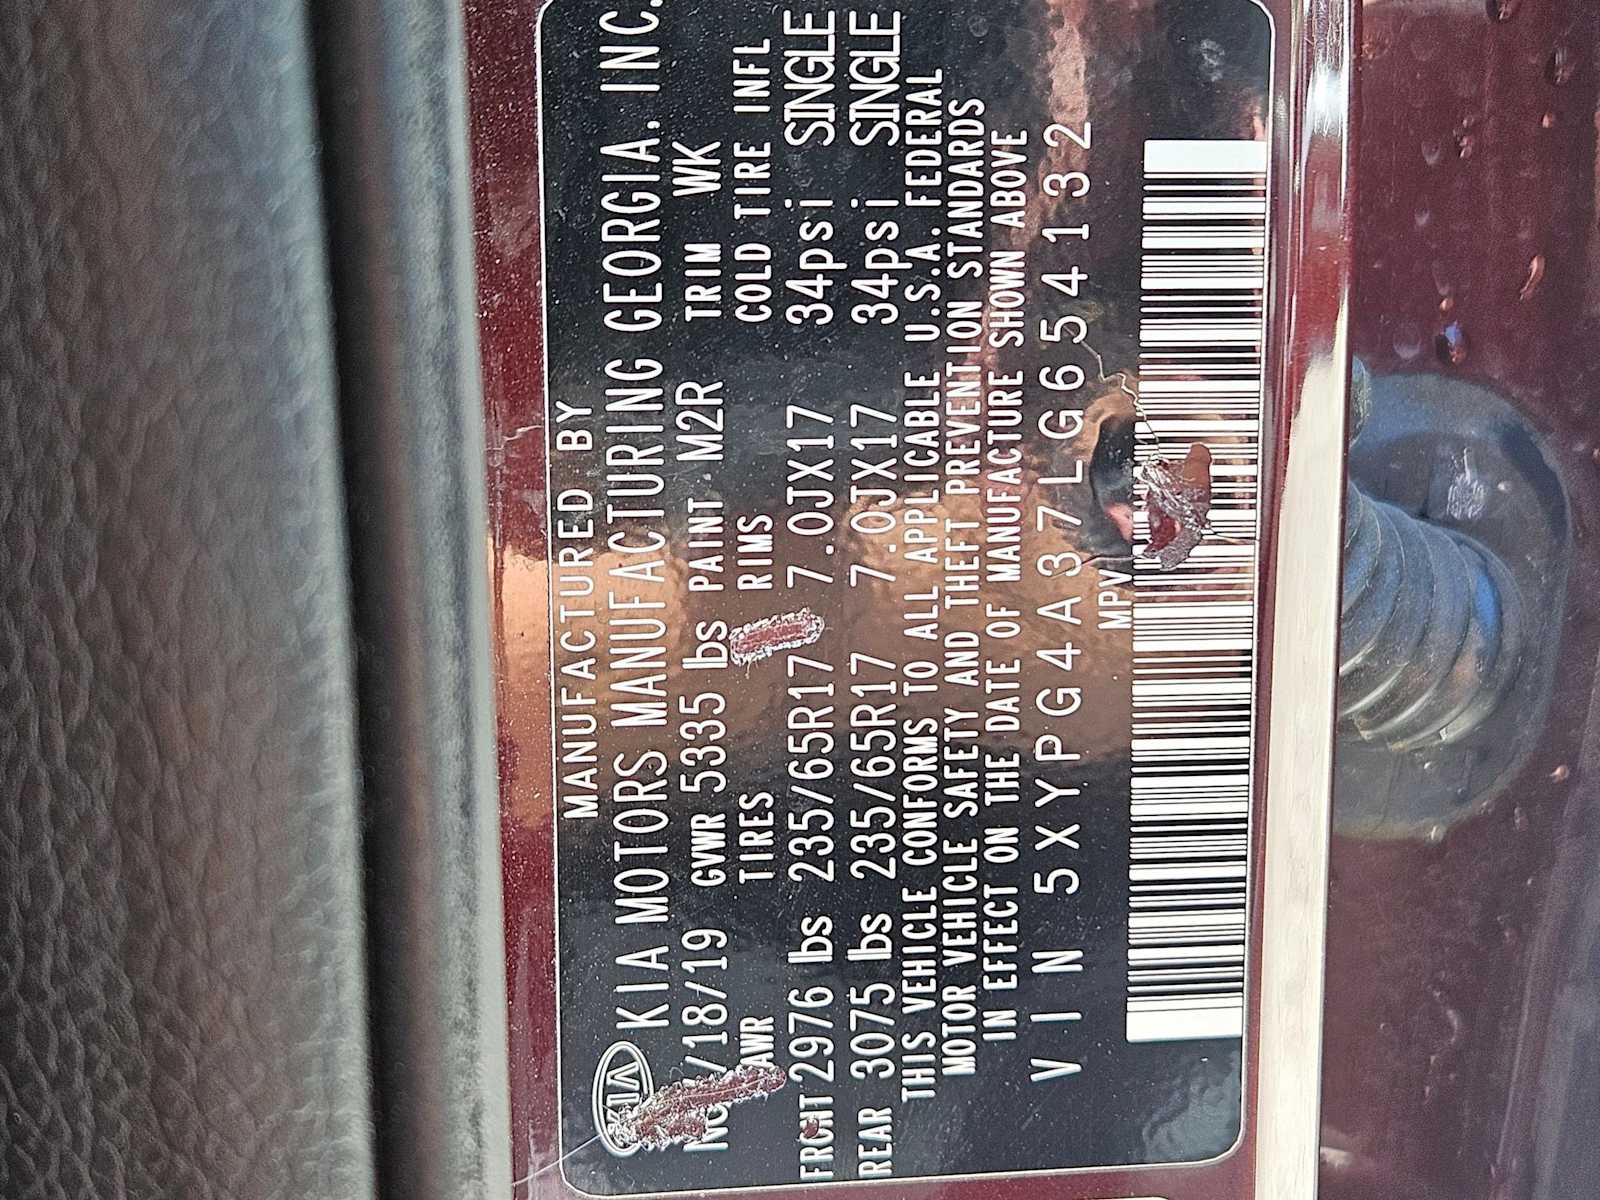 MANUFACTURED BY
KIA KIA MOTORS MANUFACTURING GEORGIA, INC.
/18/19 GVWR 5335 lbs PAINT M2R TRIM WK
AWR TIRES RIMS COLD TIRE INFL
FRONT 2976 lbs 235/65R17 7.0JX17 34psi SINGLE
REAR 3075 lbs 235/65R17 7.0JX17 34psi SINGLE
THIS VEHICLE CONFORMS TO ALL APPLICABLE U.S.A. FEDERAL
MOTOR VEHICLE SAFETY AND THEFT PREVENTION STANDARDS
IN EFFECT ON THE DATE OF MANUFACTURE SHOWN ABOVE
VIN 5XYPG4A37LG654132
MPV